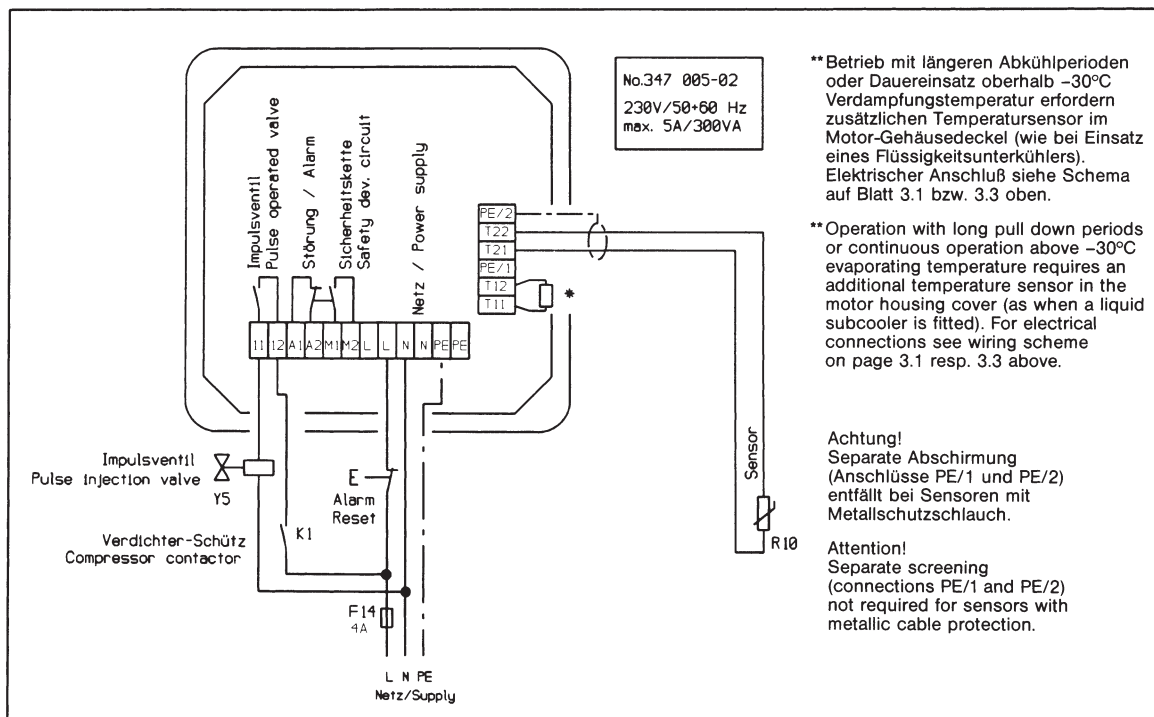 No.347 005-02
230V/50+60 Hz
max. 5A/300VA
Impulsventil
Pulse operated valve
Störung / Alarm
Sicherheitskette
Safety dev. circuit
Netz / Power supply
PE/2
T22
T21
PE/1
T12
T11
*
11 12 A1 A2 M1 M2 L L N N PE PE
Impulsventil
Pulse injection valve
Y5
E
Alarm
Reset
K1
Verdichter-Schütz
Compressor contactor
F14
4A
L N PE
Netz/Supply
Sensor
R10
** Betrieb mit längeren Abkühlperioden
oder Dauereinsatz oberhalb –30°C
Verdampfungstemperatur erfordern
zusätzlichen Temperatursensor im
Motor-Gehäusedeckel (wie bei Einsatz
eines Flüssigkeitsunterkühlers).
Elektrischer Anschluß siehe Schema
auf Blatt 3.1 bzw. 3.3 oben.
** Operation with long pull down periods
or continuous operation above –30°C
evaporating temperature requires an
additional temperature sensor in the
motor housing cover (as when a liquid
subcooler is fitted). For electrical
connections see wiring scheme
on page 3.1 resp. 3.3 above.
Achtung!
Separate Abschirmung
(Anschlüsse PE/1 und PE/2)
entfällt bei Sensoren mit
Metallschutzschlauch.
Attention!
Separate screening
(connections PE/1 and PE/2)
not required for sensors with
metallic cable protection.